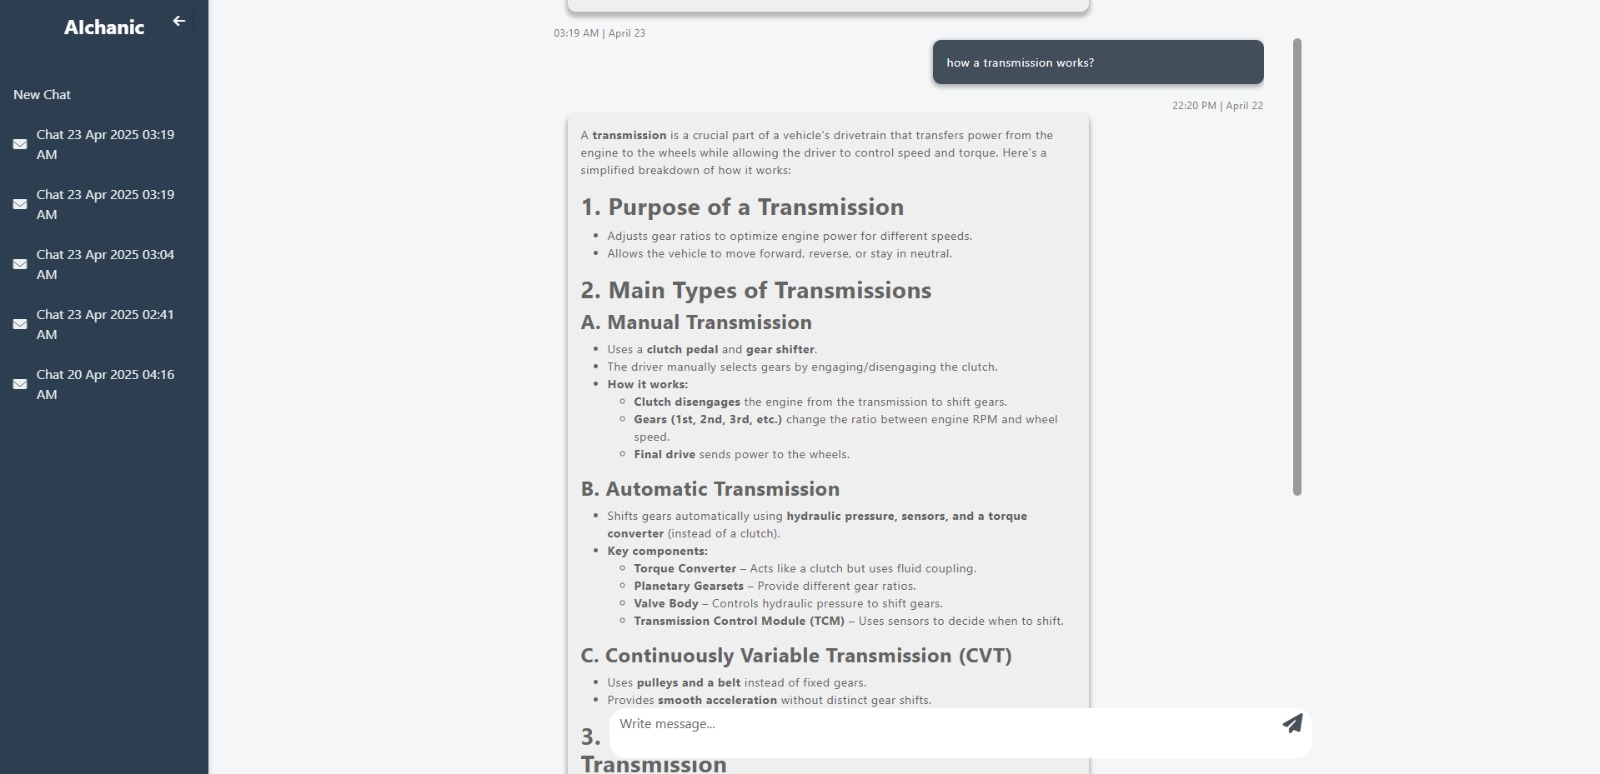 AIchanic
New Chat
Chat 23 Apr 2025 03:19
AM
Chat 23 Apr 2025 03:19
AM
Chat 23 Apr 2025 03:04
AM
Chat 23 Apr 2025 02:41
AM
Chat 20 Apr 2025 04:16
AM
03:19 AM | April 23
how a transmission works?
22:20 PM | April 22
A transmission is a crucial part of a vehicle's drivetrain that transfers power from the
engine to the wheels while allowing the driver to control speed and torque. Here's a
simplified breakdown of how it works:
1. Purpose of a Transmission
• Adjusts gear ratios to optimize engine power for different speeds.
• Allows the vehicle to move forward, reverse, or stay in neutral.
2. Main Types of Transmissions
A. Manual Transmission
• Uses a clutch pedal and gear shifter.
• The driver manually selects gears by engaging/disengaging the clutch.
• How it works:
◦ Clutch disengages the engine from the transmission to shift gears.
◦ Gears (1st, 2nd, 3rd, etc.) change the ratio between engine RPM and wheel
speed.
◦ Final drive sends power to the wheels.
B. Automatic Transmission
• Shifts gears automatically using hydraulic pressure, sensors, and a torque
converter (instead of a clutch).
• Key components:
◦ Torque Converter – Acts like a clutch but uses fluid coupling.
◦ Planetary Gearsets – Provide different gear ratios.
◦ Valve Body – Controls hydraulic pressure to shift gears.
◦ Transmission Control Module (TCM) – Uses sensors to decide when to shift.
C. Continuously Variable Transmission (CVT)
• Uses pulleys and a belt instead of fixed gears.
• Provides smooth acceleration without distinct gear shifts.
3.
Transmission
Write message...